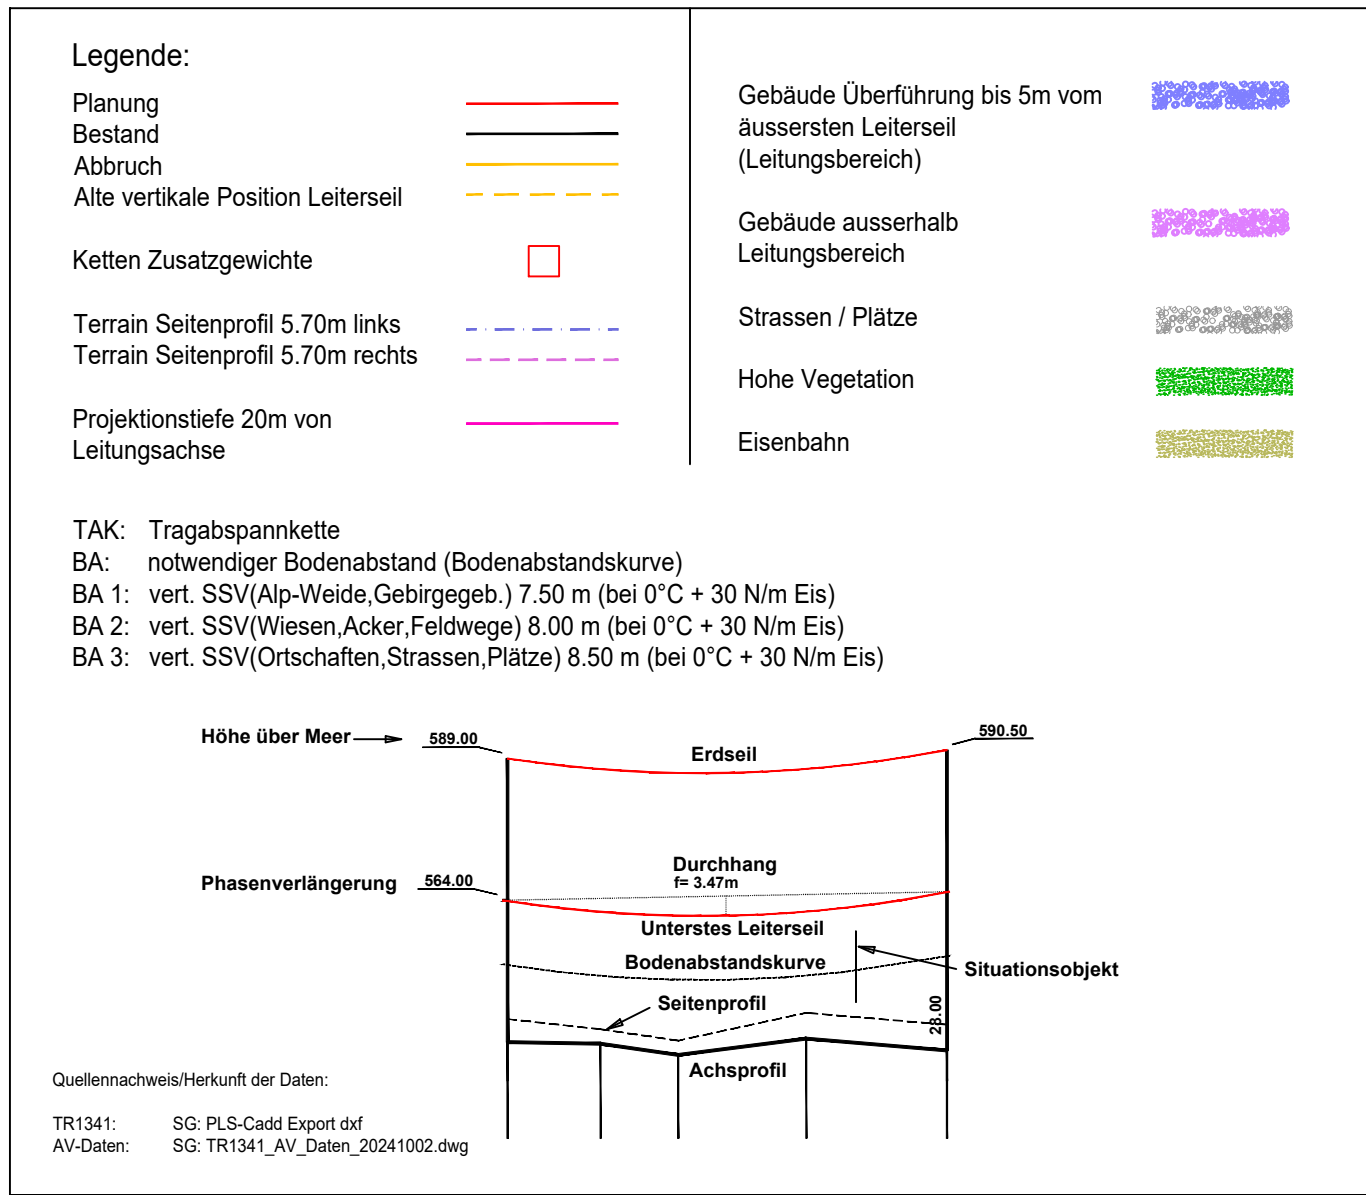 Legende:
Planung
Bestand
Abbruch
Alte vertikale Position Leiterseil
Ketten Zusatzgewichte
Terrain Seitenprofil 5.70m links
Terrain Seitenprofil 5.70m rechts
Projektionstiefe 20m von
Leitungsachse
Gebäude Überführung bis 5m vom
äussersten Leiterseil
(Leitungsbereich)
Gebäude ausserhalb
Leitungsbereich
Strassen / Plätze
Hohe Vegetation
Eisenbahn
TAK: Tragabspannkette
BA: notwendiger Bodenabstand (Bodenabstandskurve)
BA 1: vert. SSV(Alp-Weide,Gebirgegeb.) 7.50 m (bei 0°C + 30 N/m Eis)
BA 2: vert. SSV(Wiesen,Acker,Feldwege) 8.00 m (bei 0°C + 30 N/m Eis)
BA 3: vert. SSV(Ortschaften,Strassen,Plätze) 8.50 m (bei 0°C + 30 N/m Eis)
Höhe über Meer 589.00
590.50
Erdseil
Durchhang
f= 3.47m
Phasenverlängerung 564.00
Unterstes Leiterseil
Bodenabstandskurve
Situationsobjekt
Seitenprofil
28.00
Achsprofil
Quellennachweis/Herkunft der Daten:
TR1341: SG: PLS-Cadd Export dxf
AV-Daten: SG: TR1341_AV_Daten_20241002.dwg